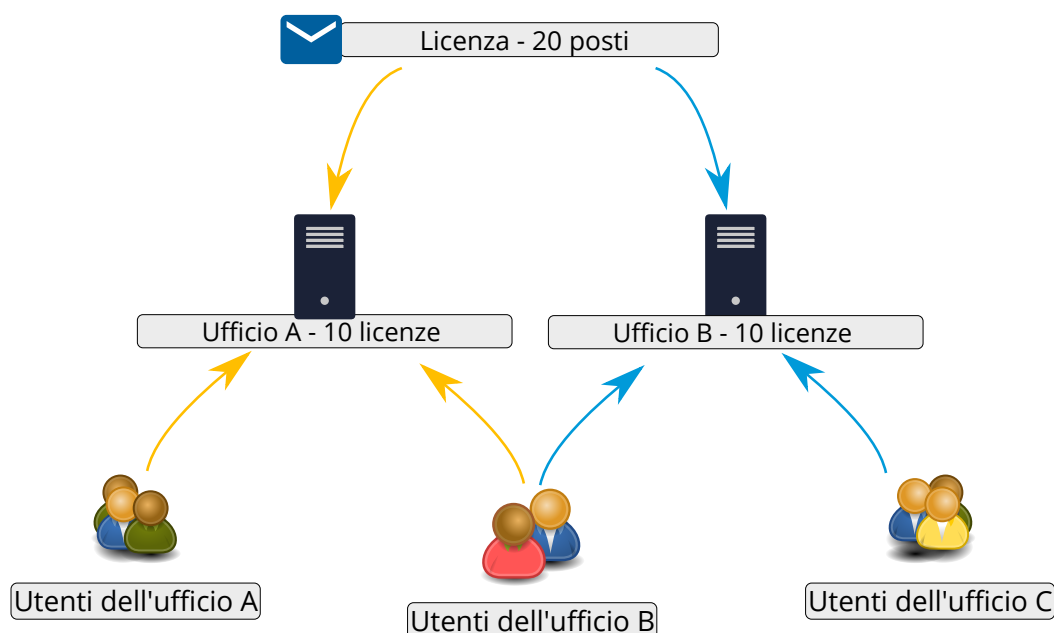 Licenza - 20 posti
Ufficio A - 10 licenze
Ufficio B - 10 licenze
Utenti dell'ufficio A
Utenti dell'ufficio B
Utenti dell'ufficio C